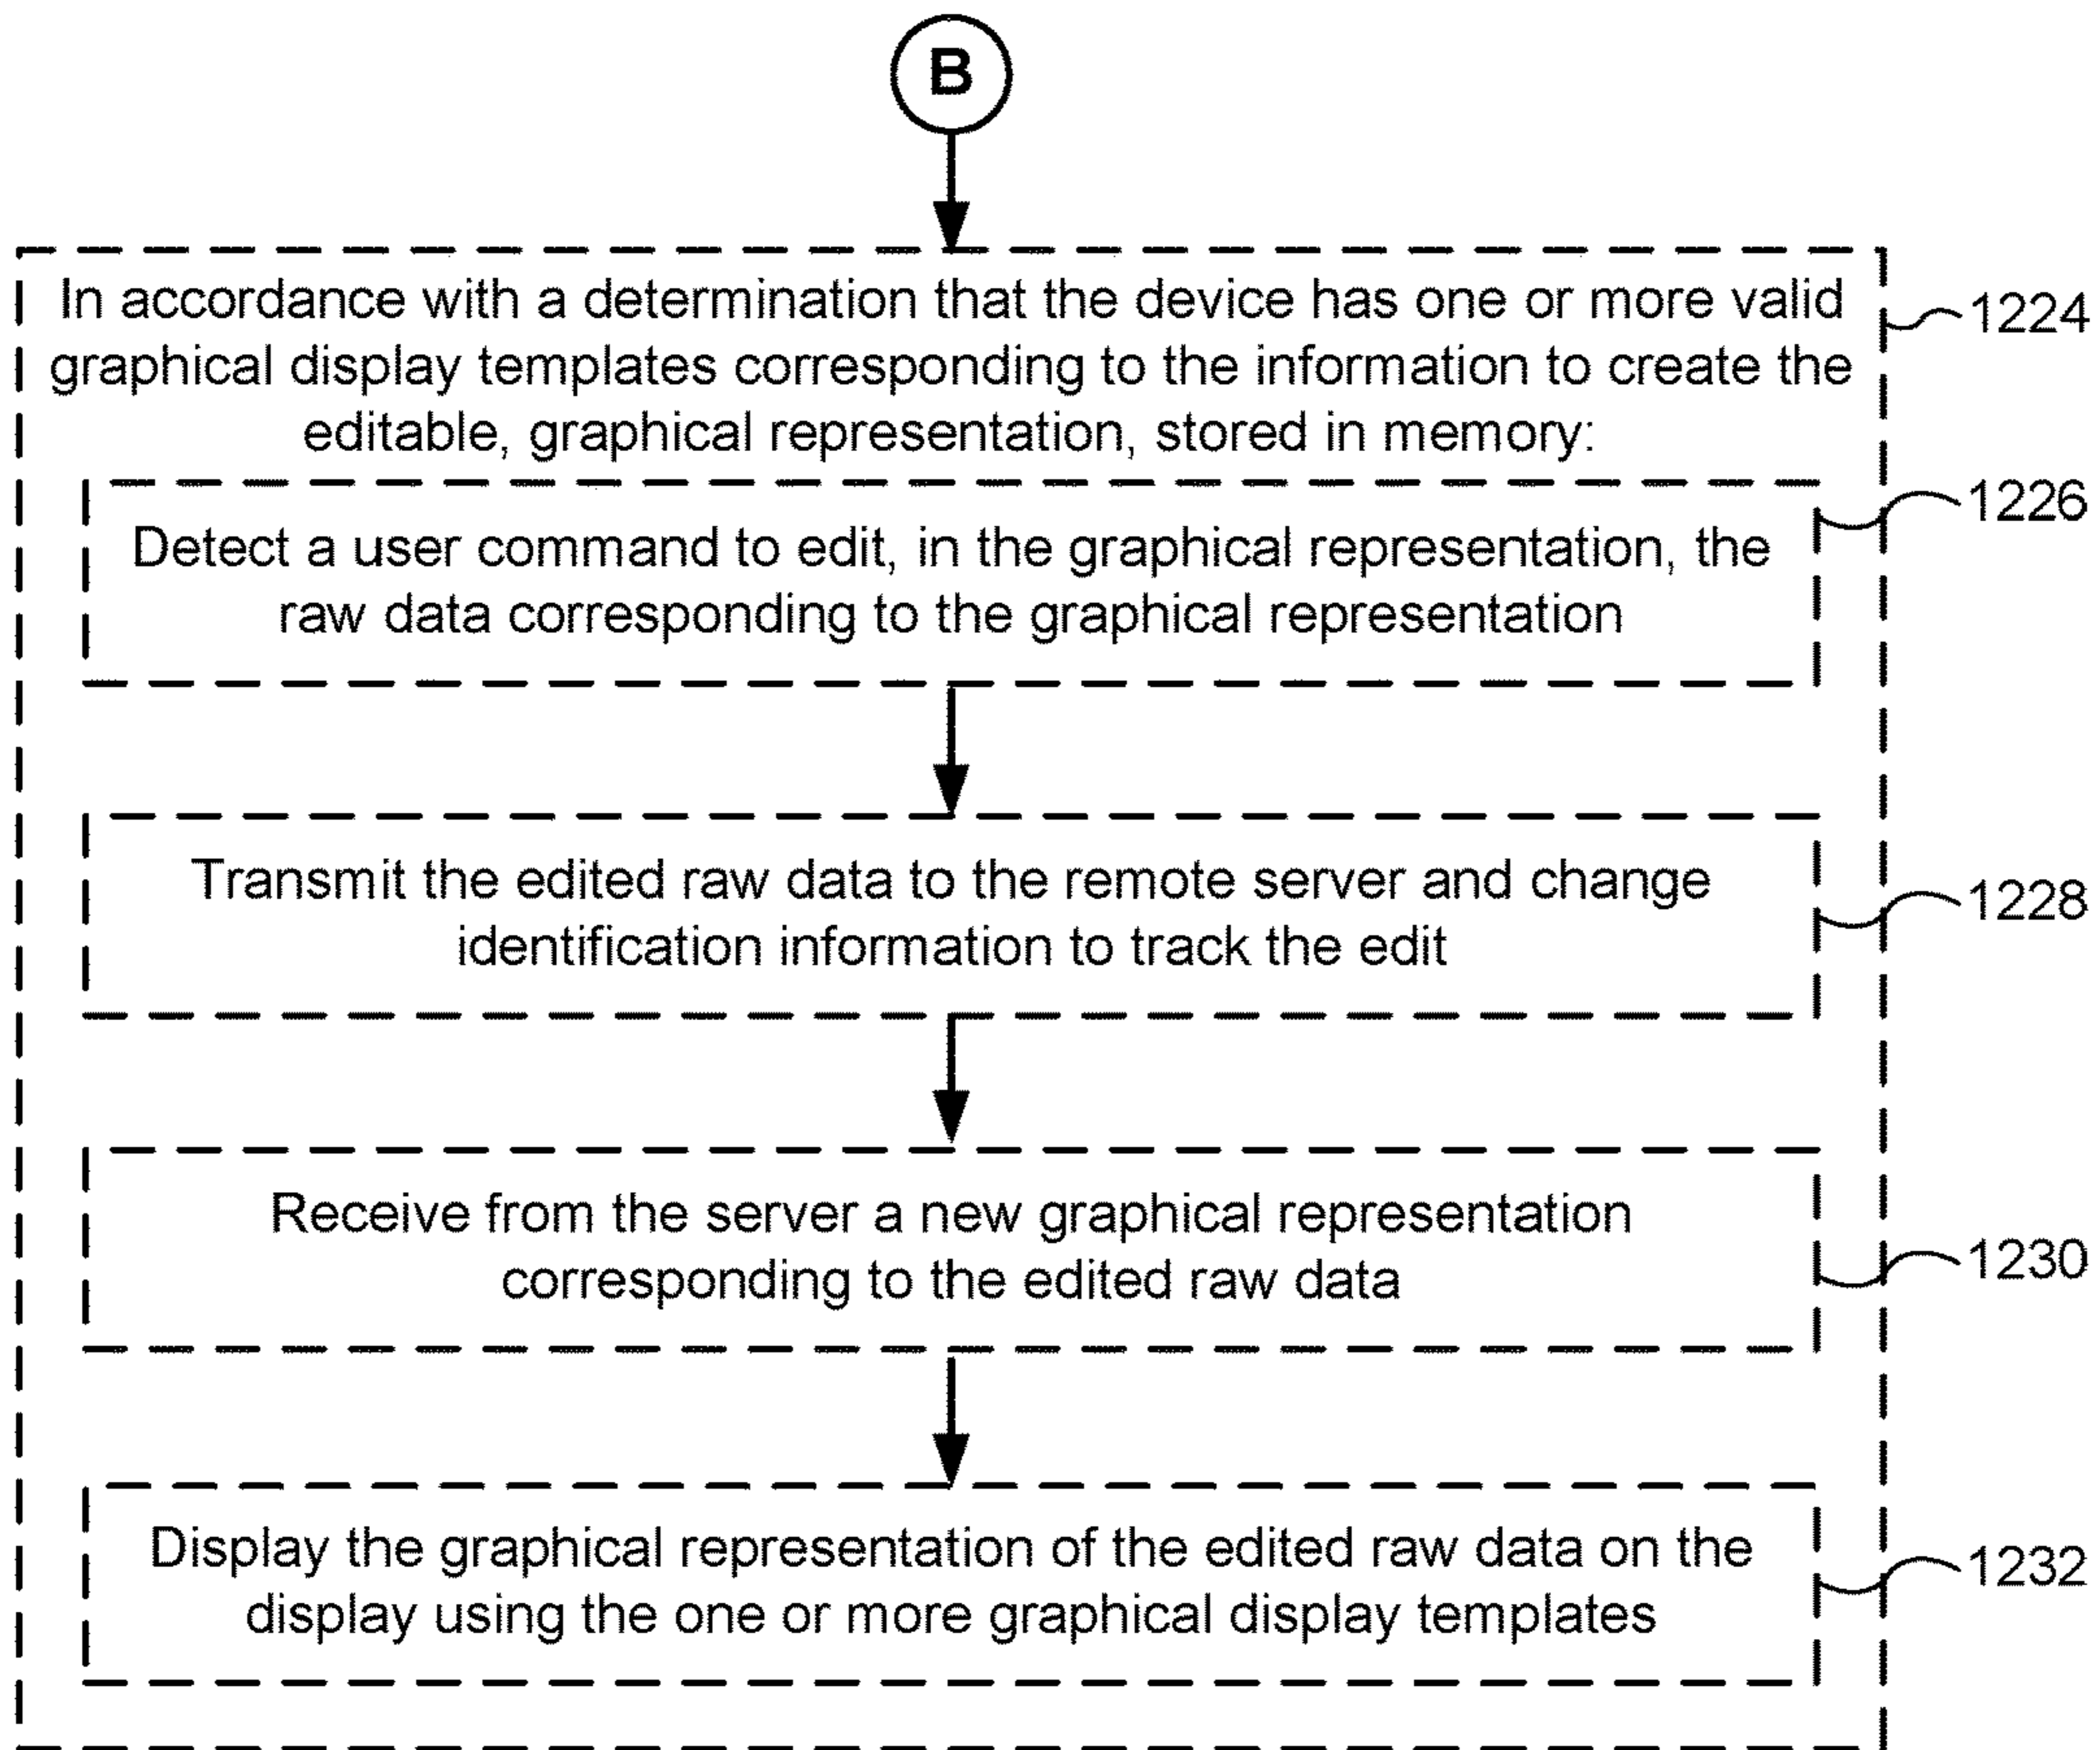 B
In accordance with a determination that the device has one or more valid
graphical display templates corresponding to the information to create the
editable, graphical representation, stored in memory:
1224
Detect a user command to edit, in the graphical representation, the
raw data corresponding to the graphical representation
1226
Transmit the edited raw data to the remote server and change
identification information to track the edit
1228
Receive from the server a new graphical representation
corresponding to the edited raw data
1230
Display the graphical representation of the edited raw data on the
display using the one or more graphical display templates
1232